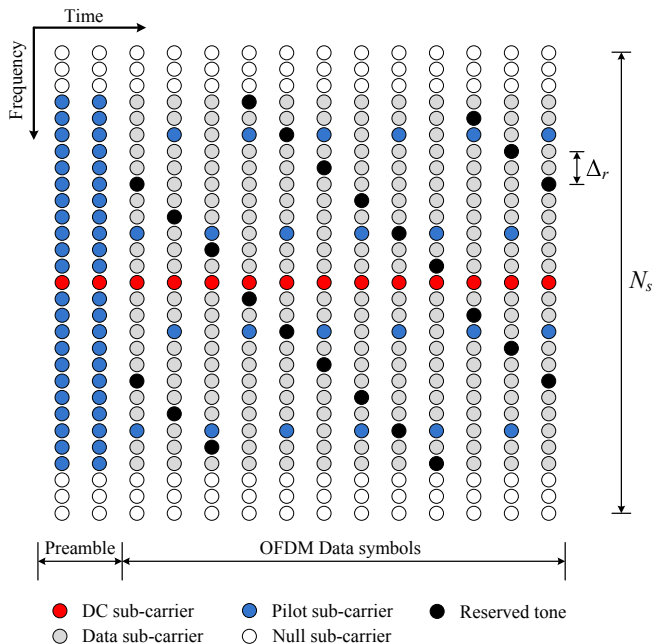 Time
Frequency
Δr
Ns
Preamble
OFDM Data symbols
DC sub-carrier
Pilot sub-carrier
Reserved tone
Data sub-carrier
Null sub-carrier